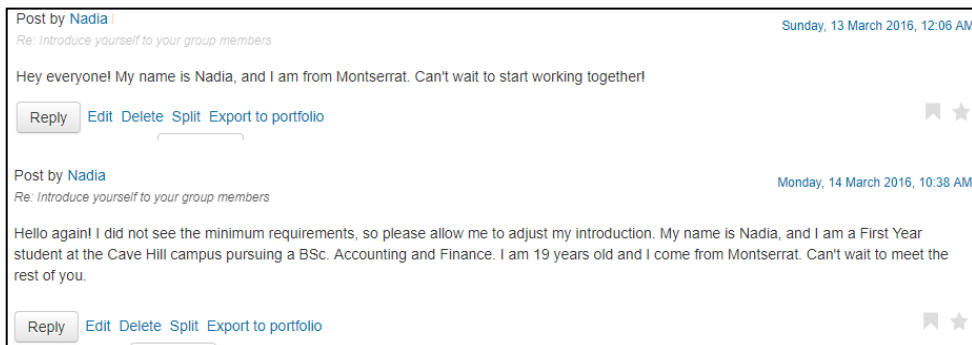 Post by Nadia
Sunday, 13 March 2016, 12:06 AM
Re: Introduce yourself to your group members
Hey everyone! My name is Nadia, and I am from Montserrat. Can't wait to start working together!
Reply Edit Delete Split Export to portfolio
Post by Nadia
Monday, 14 March 2016, 10:38 AM
Re: Introduce yourself to your group members
Hello again! I did not see the minimum requirements, so please allow me to adjust my introduction. My name is Nadia, and I am a First Year
student at the Cave Hill campus pursuing a BSc. Accounting and Finance. I am 19 years old and I come from Montserrat. Can't wait to meet the
rest of you.
Reply Edit Delete Split Export to portfolio